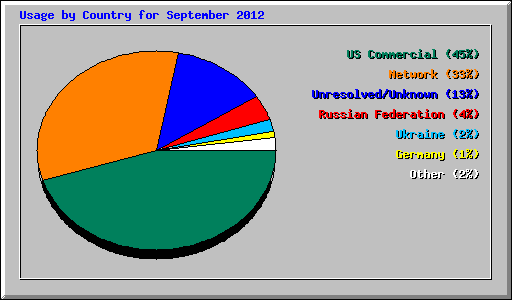 Usage by Country for September 2012
US Commercial (45%)
Network (33%)
Unresolved/Unknown (13%)
Russian Federation (4%)
Ukraine (2%)
Germany (1%)
Other (2%)